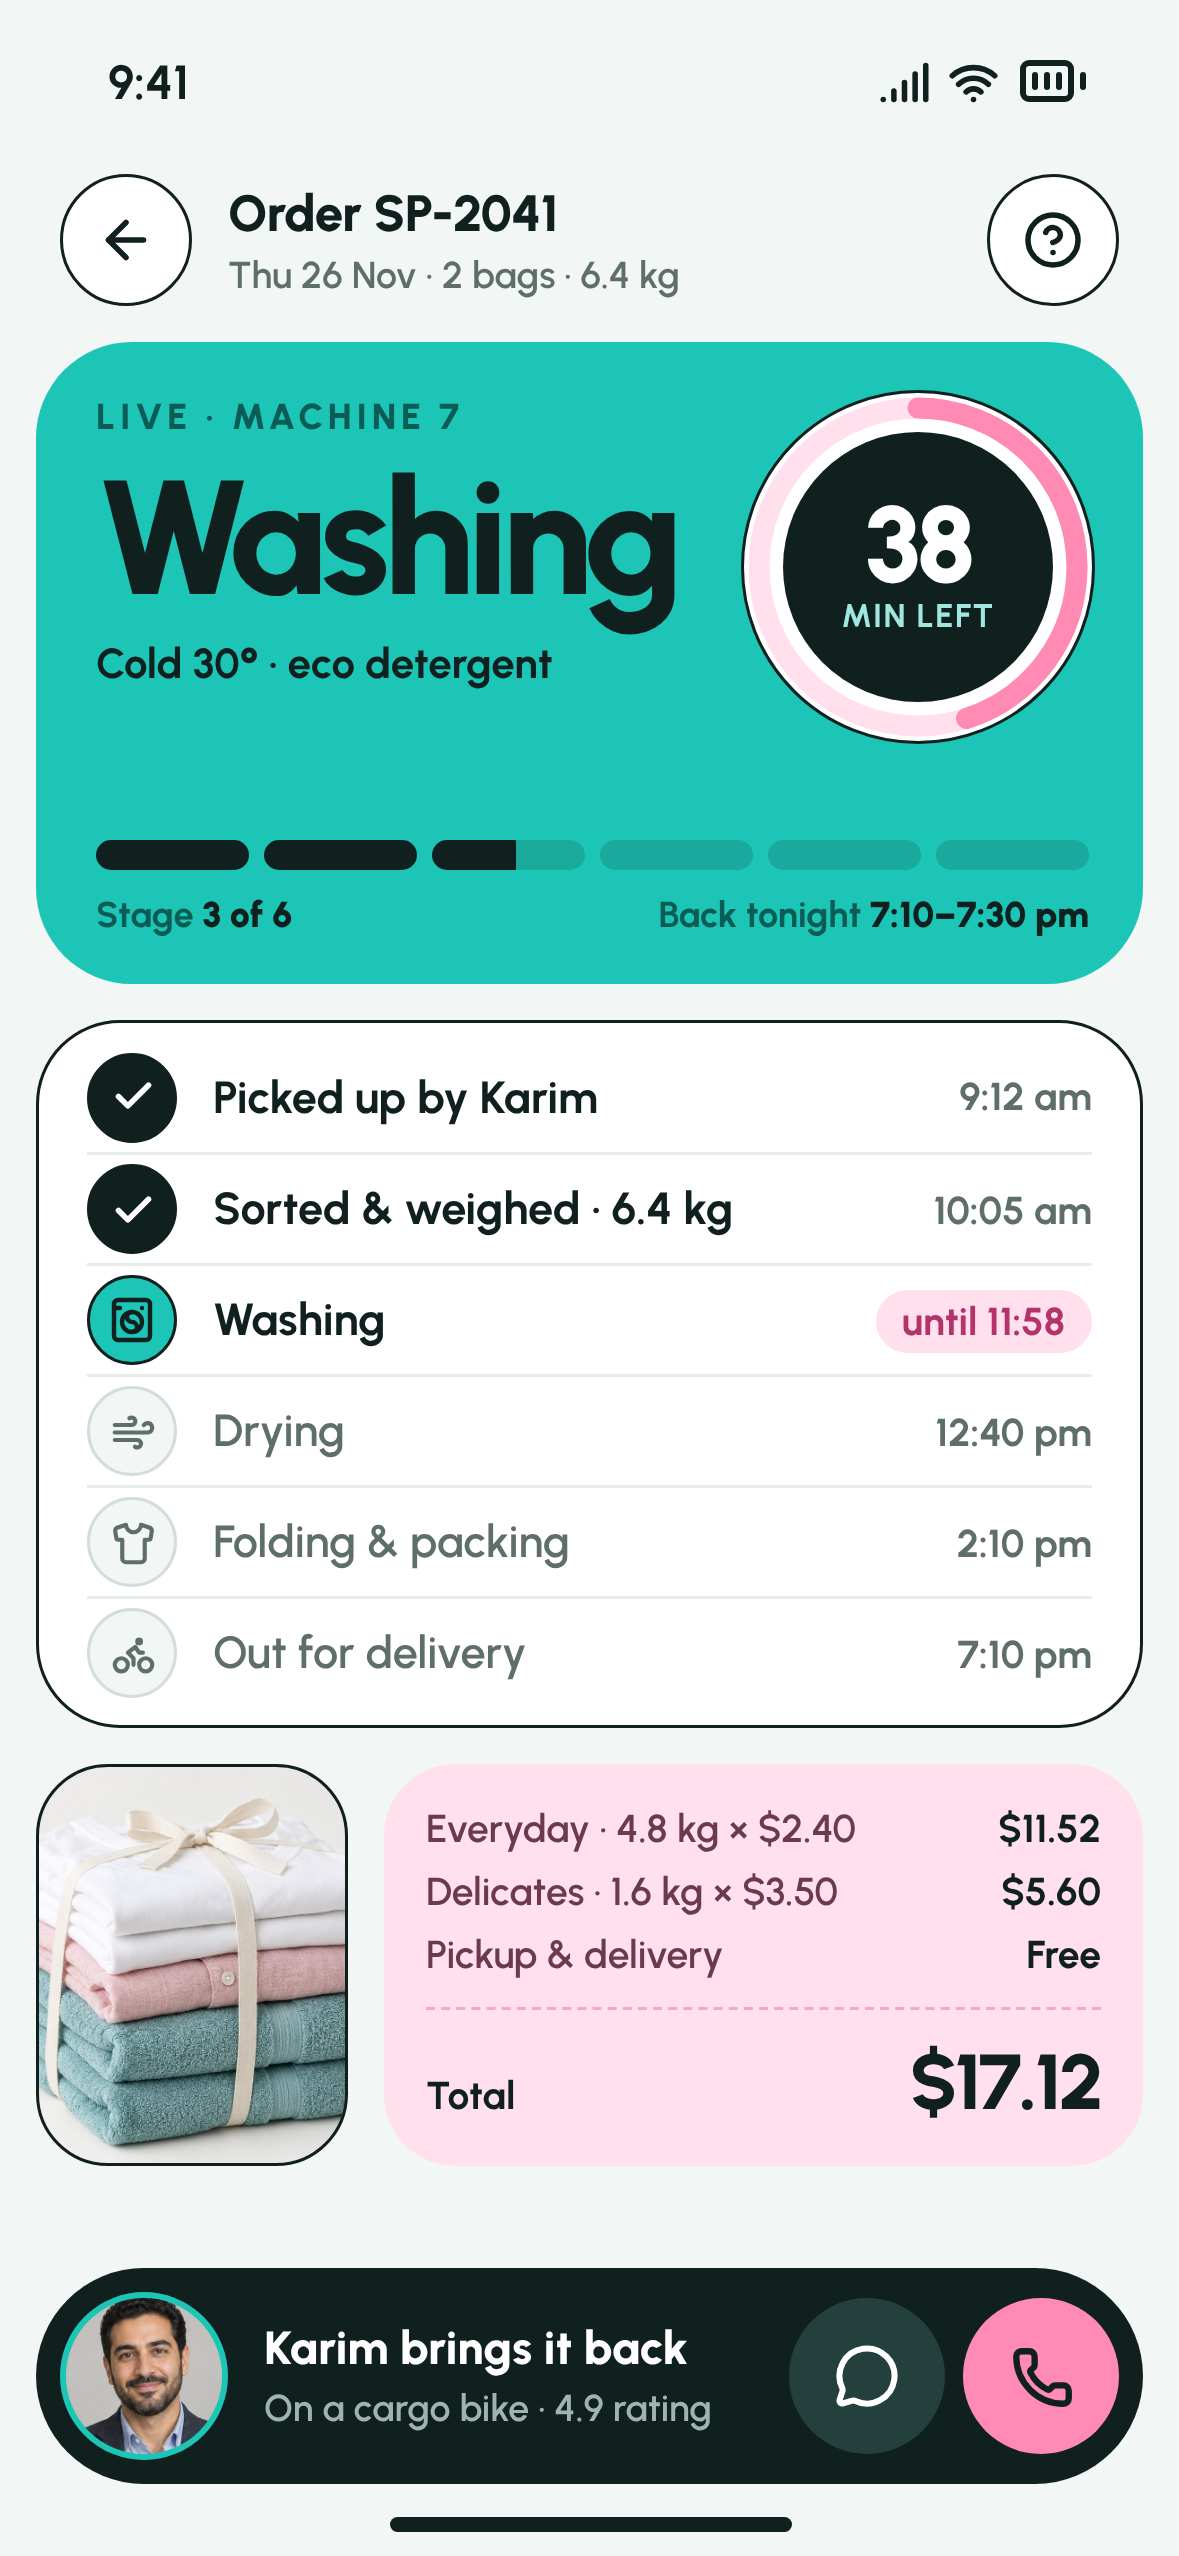 9:41
Order SP-2041
Thu 26 Nov · 2 bags · 6.4 kg
LIVE · MACHINE 7
Washing
Cold 30° · eco detergent
38
MIN LEFT
Stage 3 of 6
Back tonight 7:10–7:30 pm
Picked up by Karim
9:12 am
Sorted & weighed · 6.4 kg
10:05 am
Washing
until 11:58
Drying
12:40 pm
Folding & packing
2:10 pm
Out for delivery
7:10 pm
Everyday · 4.8 kg × $2.40
$11.52
Delicates · 1.6 kg × $3.50
$5.60
Pickup & delivery
Free
Total
$17.12
Karim brings it back
On a cargo bike · 4.9 rating